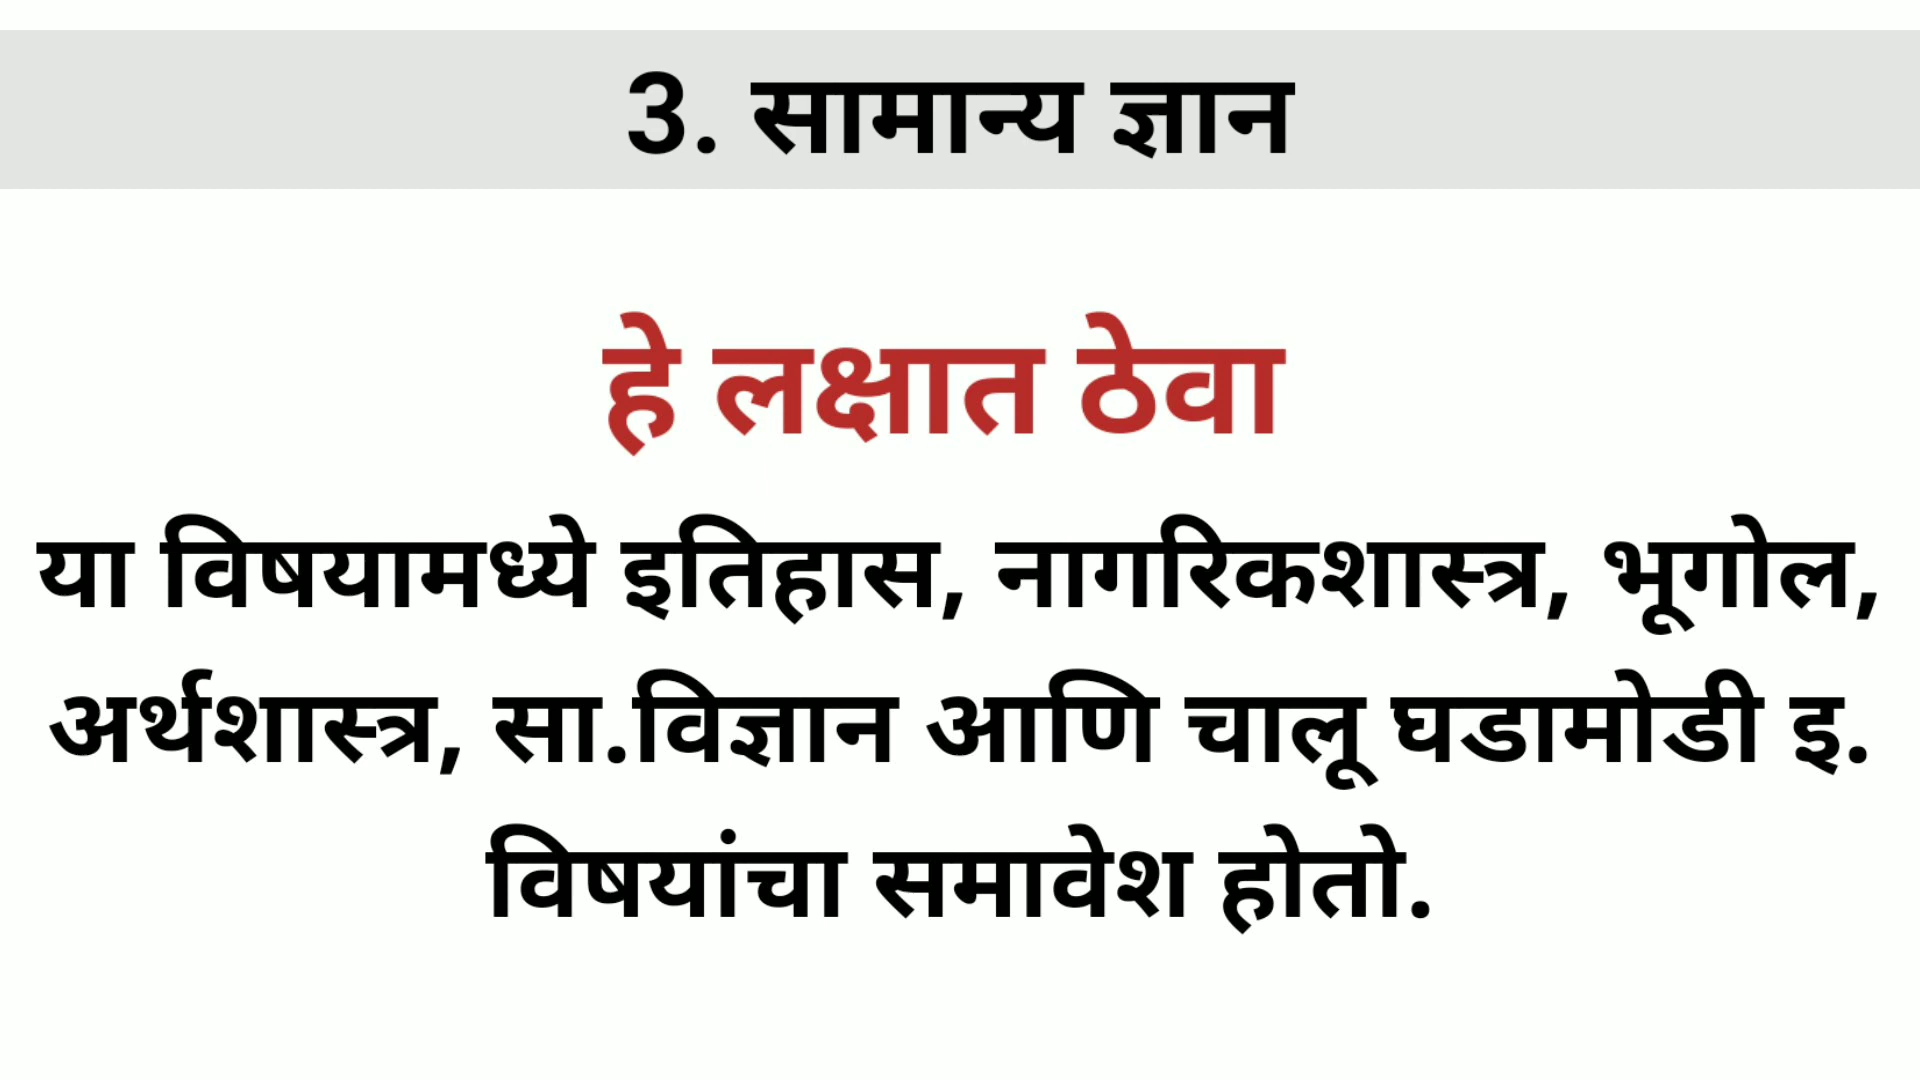 3. सामान्य ज्ञान
हे लक्षात ठेवा
या विषयामध्ये इतिहास, नागरिकशास्त्र, भूगोल,
अर्थशास्त्र, सा.विज्ञान आणि चालू घडामोडी इ.
विषयांचा समावेश होतो.